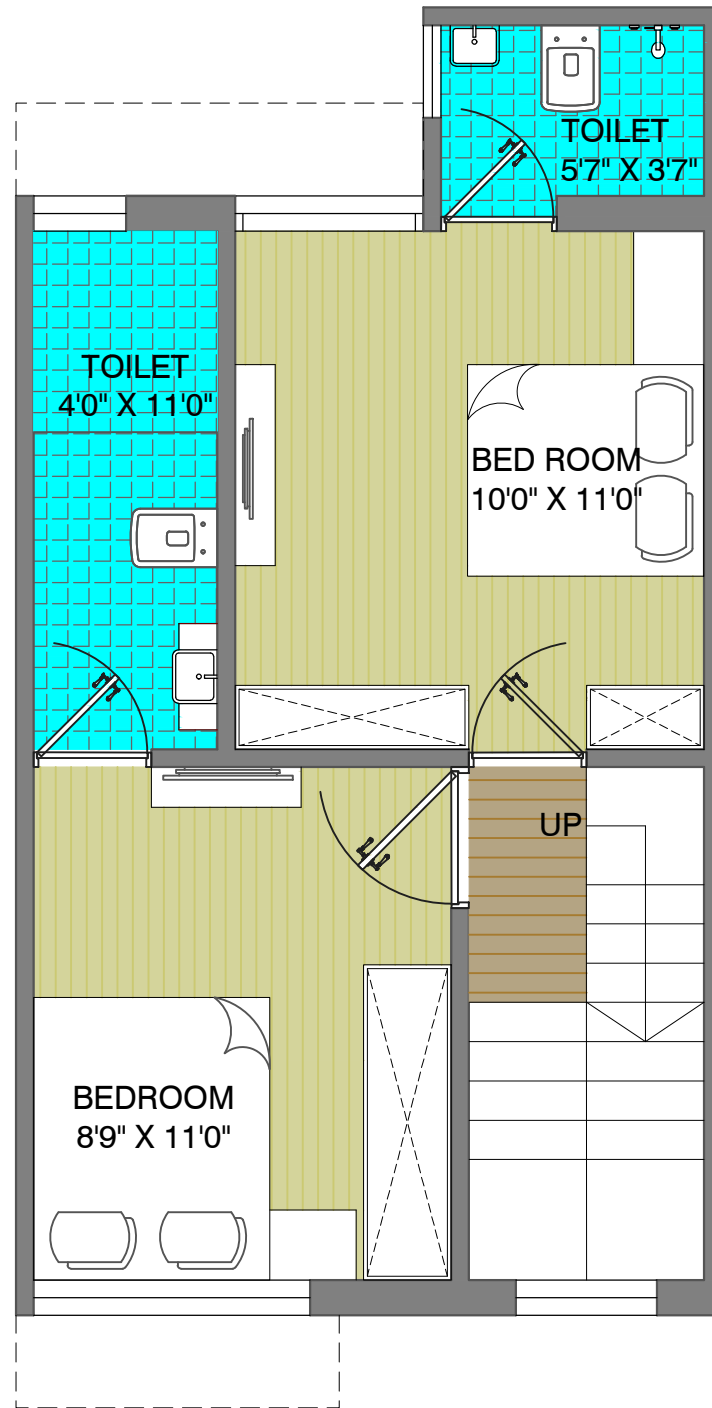 TOILET
5'7" X 3'7"
TOILET
4'0" X 11'0"
BED ROOM
10'0" X 11'0"
UP
BEDROOM
8'9" X 11'0"